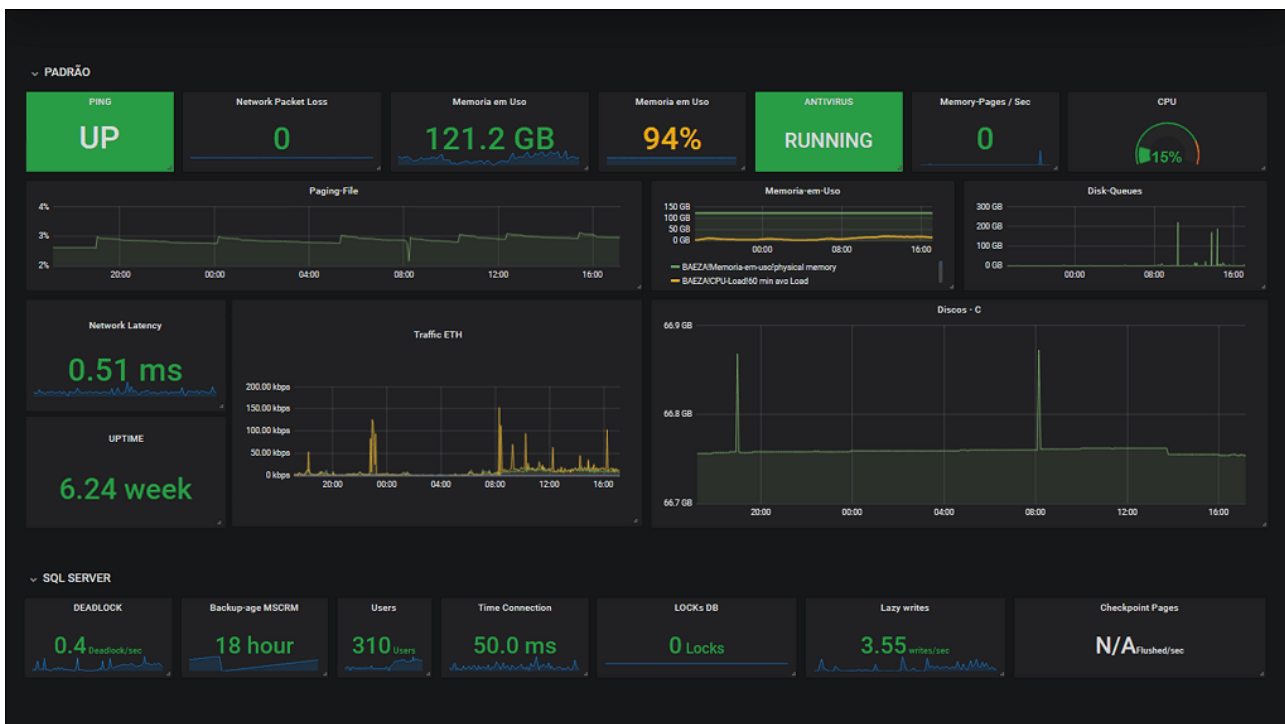 PADRÃO
PING
UP
Network Packet Loss
0
Memoria em Uso
121.2 GB
Memoria em Uso
94%
ANTIVIRUS
RUNNING
Memory-Pages / Sec
0
CPU
15%
Paging-File
4%
3%
2%
20:00 00:00 04:00 08:00 12:00 16:00
Memoria-em-Uso
150 GB
100 GB
50 GB
0 GB
00:00 08:00 16:00
BAEZA!Memoria-em-uso!physical memory
BAEZA!CPU-Load!60 min avg Load
Disk-Queues
300 GB
200 GB
100 GB
0 GB
00:00 08:00 16:00
Network Latency
0.51 ms
UPTIME
6.24 week
Traffic ETH
200.00 kbps
150.00 kbps
100.00 kbps
50.00 kbps
0 kbps
20:00 00:00 04:00 08:00 12:00 16:00
Discos - C
66.9 GB
66.8 GB
66.7 GB
20:00 00:00 04:00 08:00 12:00 16:00
SQL SERVER
DEADLOCK
0.4 Deadlock/sec
Backup-age MSCRM
18 hour
Users
310 Users
Time Connection
50.0 ms
LOCKs DB
0 Locks
Lazy writes
3.55 writes/sec
Checkpoint Pages
N/A Flushed/sec